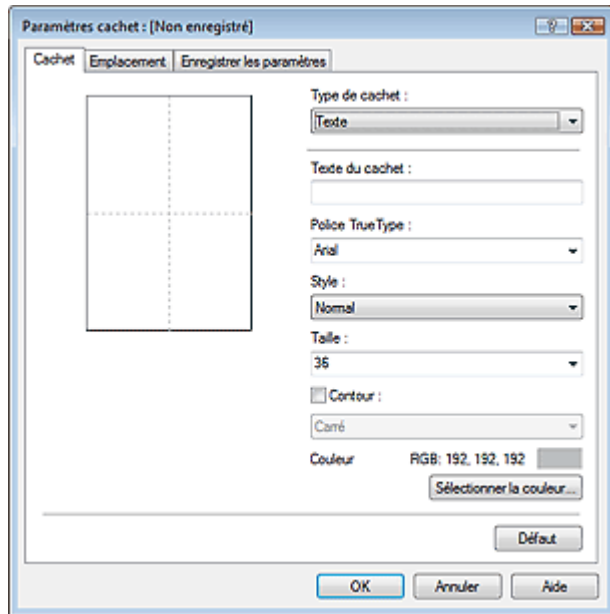 Paramètres cachet : [Non enregistré]
Cachet Emplacement Enregistrer les paramètres
Type de cachet :
Texte
Texte du cachet :
Police TrueType :
Arial
Style :
Normal
Taille :
36
Contour :
Carré
Couleur RGB: 192, 192, 192
Sélectionner la couleur...
Défaut
OK Annuler Aide